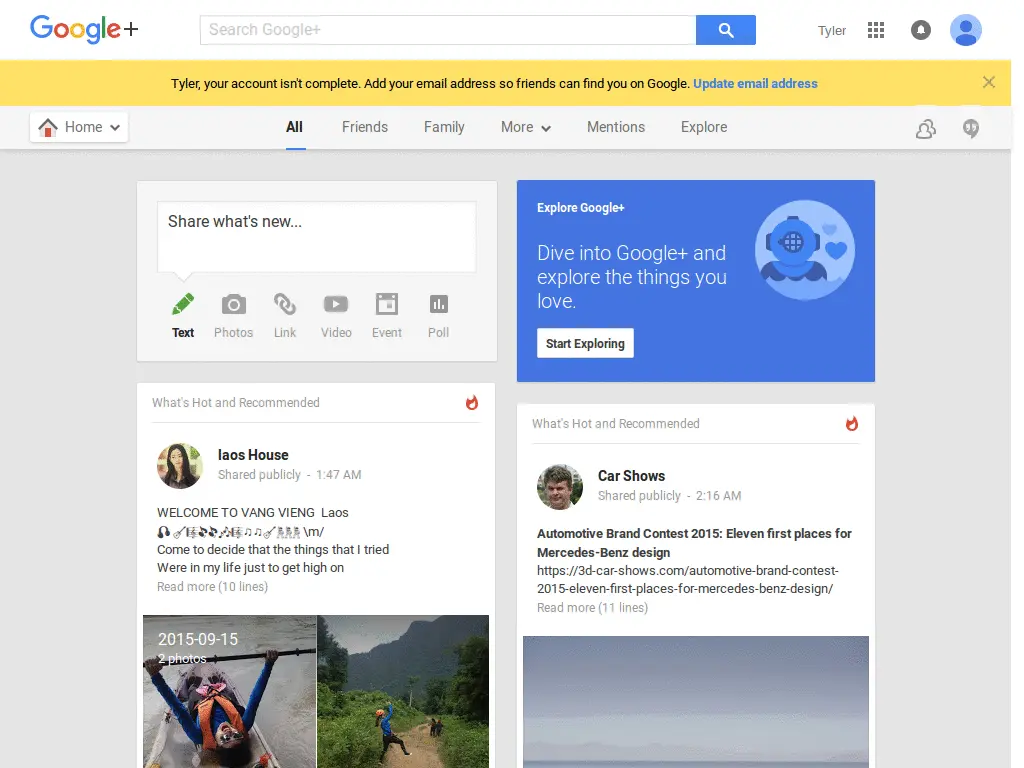 Google+
Search Google+
Tyler
Tyler, your account isn't complete. Add your email address so friends can find you on Google. Update email address
Home
All
Friends
Family
More
Mentions
Explore
Share what's new...
Text
Photos
Link
Video
Event
Poll
Explore Google+
Dive into Google+ and
explore the things you
love.
Start Exploring
What's Hot and Recommended
laos House
Shared publicly - 1:47 AM
WELCOME TO VANG VIENG Laos
\m/
Come to decide that the things that I tried
Were in my life just to get high on
Read more (10 lines)
2015-09-15
2 photos
What's Hot and Recommended
Car Shows
Shared publicly - 2:16 AM
Automotive Brand Contest 2015: Eleven first places for
Mercedes-Benz design
https://3d-car-shows.com/automotive-brand-contest-
2015-eleven-first-places-for-mercedes-benz-design/
Read more (11 lines)